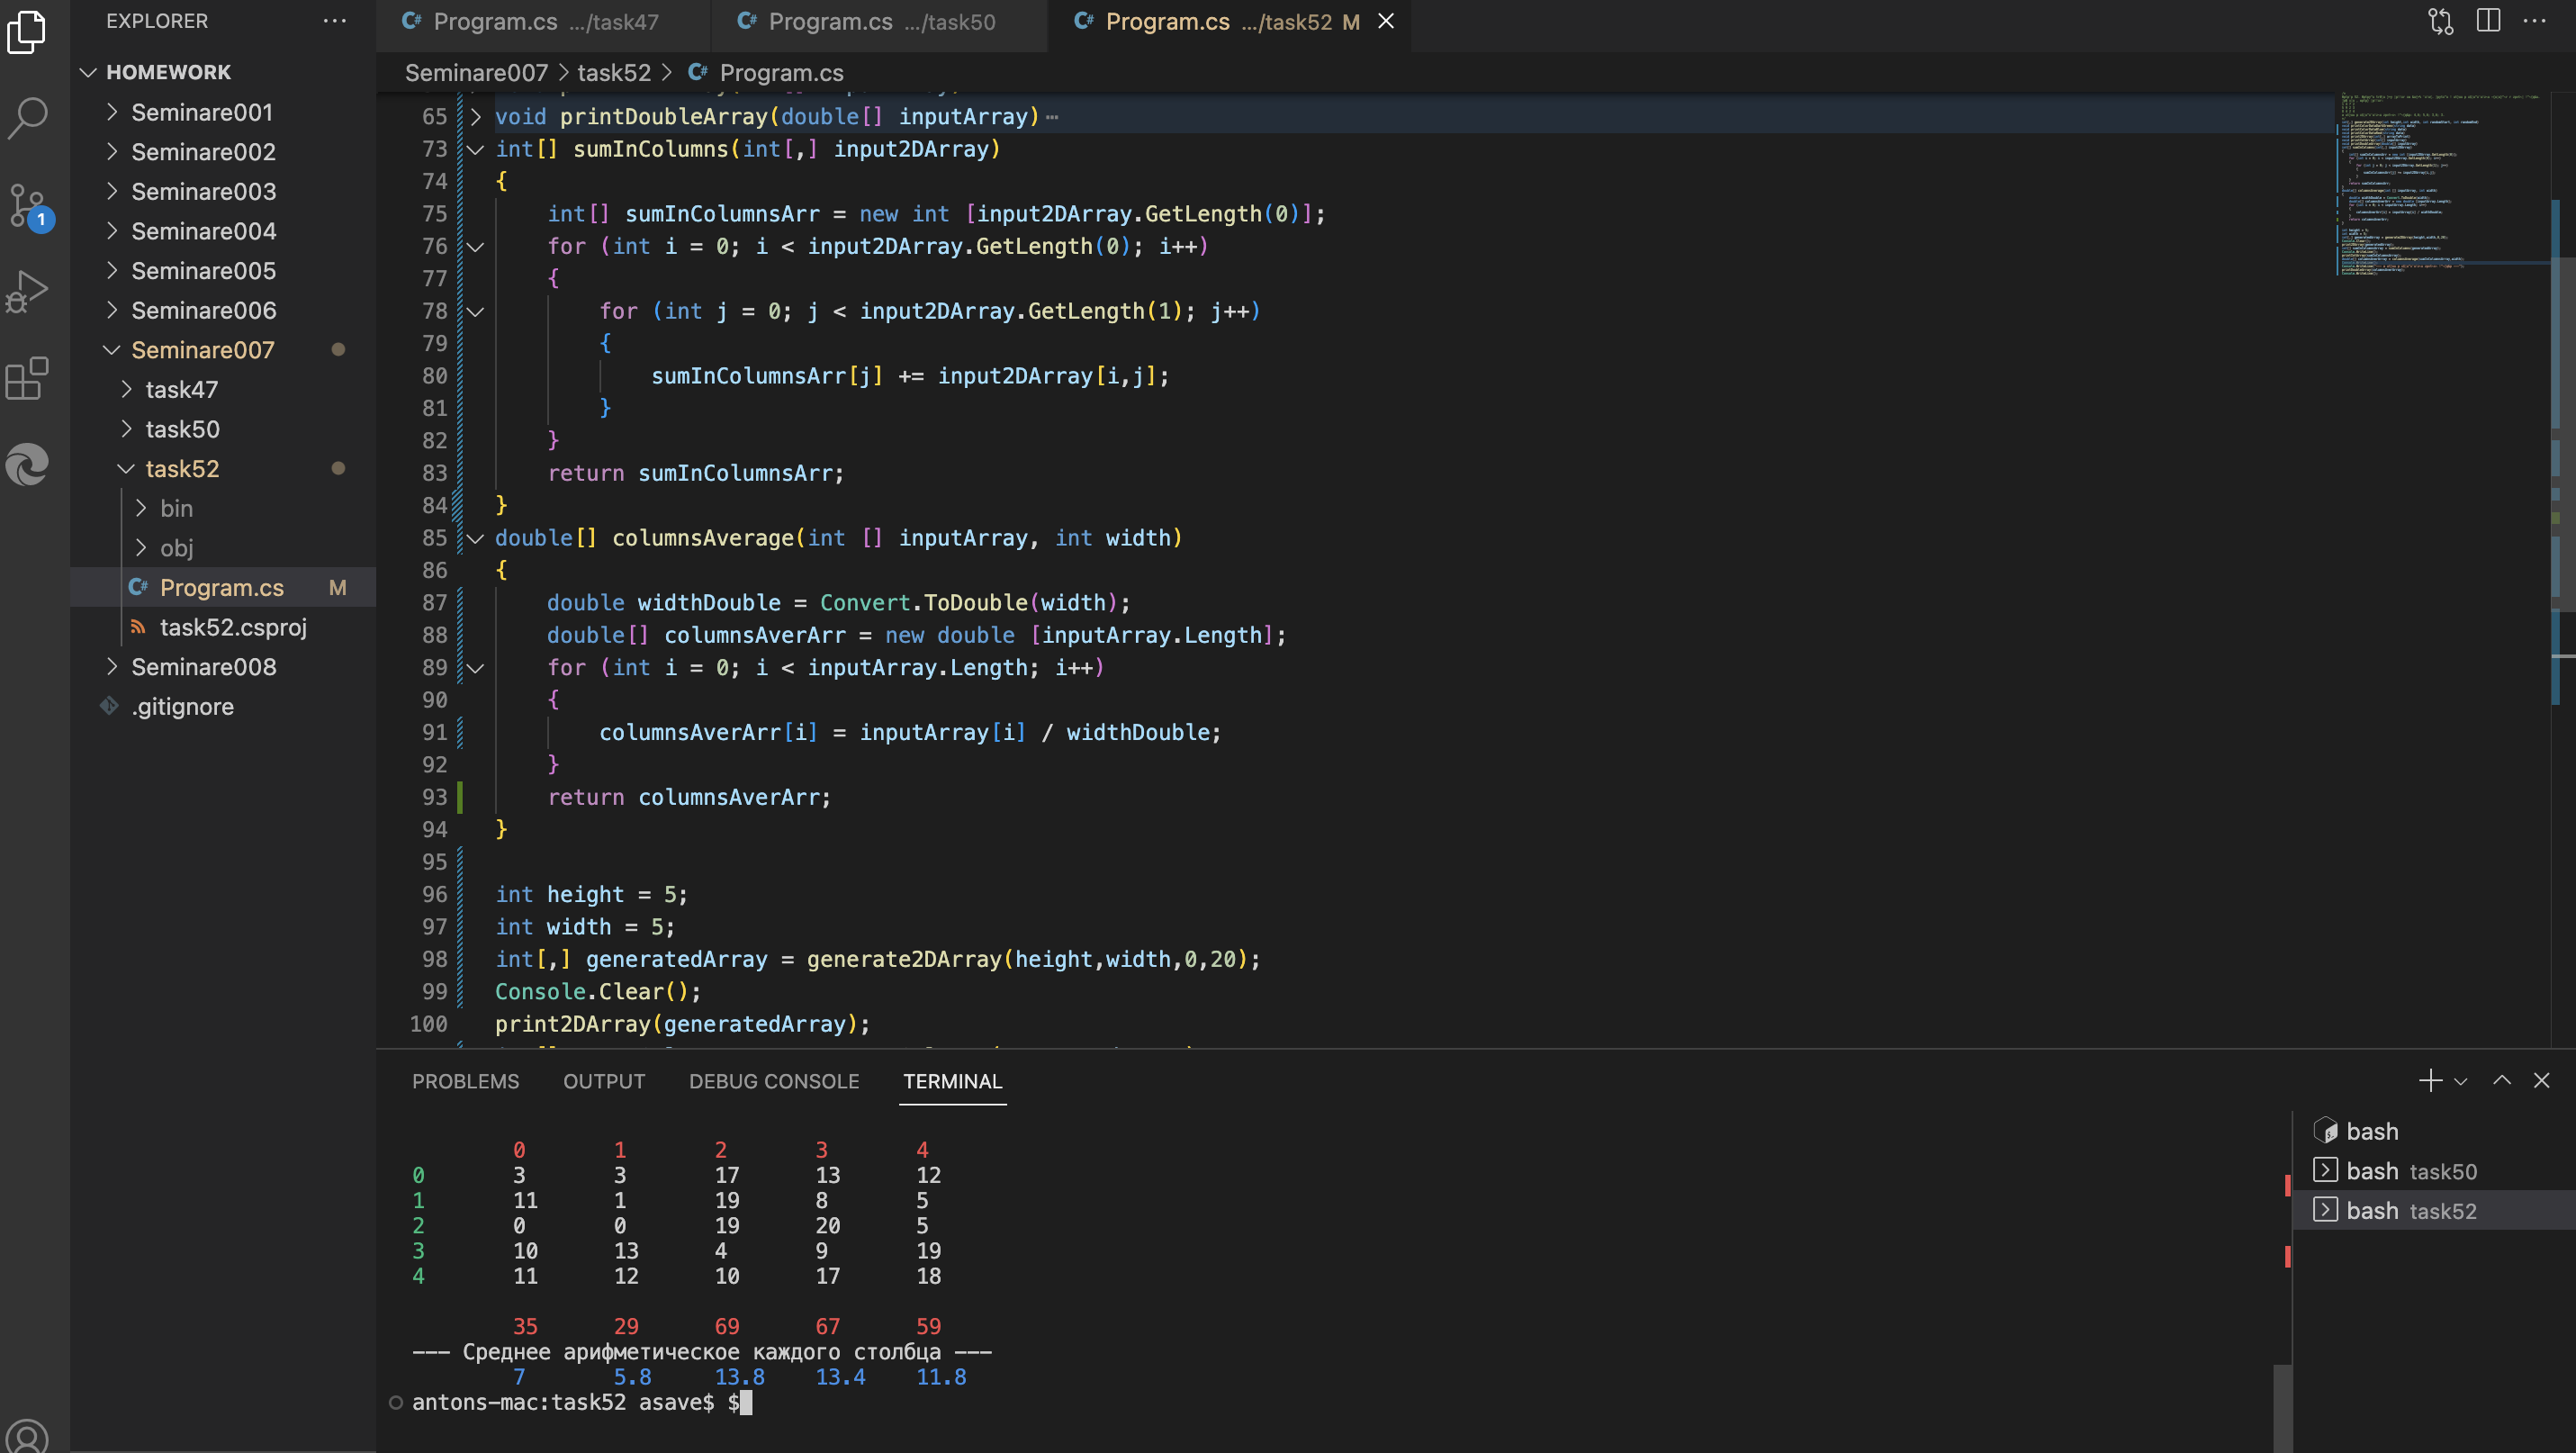 EXPLORER
HOMEWORK
Seminare001
Seminare002
Seminare003
Seminare004
Seminare005
Seminare006
Seminare007
task47
task50
task52
bin
obj
Program.cs M
task52.csproj
Seminare008
.gitignore
1
Program.cs .../task47
Program.cs .../task50
Program.cs .../task52 M
Seminare007 > task52 > Program.cs
65 void printDoubleArray(double[] inputArray) ⋯
73 int[] sumInColumns(int[,] input2DArray)
74 {
75 int[] sumInColumnsArr = new int [input2DArray.GetLength(0)];
76 for (int i = 0; i < input2DArray.GetLength(0); i++)
77 {
78 for (int j = 0; j < input2DArray.GetLength(1); j++)
79 {
80 sumInColumnsArr[j] += input2DArray[i,j];
81 }
82 }
83 return sumInColumnsArr;
84 }
85 double[] columnsAverage(int [] inputArray, int width)
86 {
87 double widthDouble = Convert.ToDouble(width);
88 double[] columnsAverArr = new double [inputArray.Length];
89 for (int i = 0; i < inputArray.Length; i++)
90 {
91 columnsAverArr[i] = inputArray[i] / widthDouble;
92 }
93 return columnsAverArr;
94 }
95
96 int height = 5;
97 int width = 5;
98 int[,] generatedArray = generate2DArray(height,width,0,20);
99 Console.Clear();
100 print2DArray(generatedArray);
PROBLEMS OUTPUT DEBUG CONSOLE TERMINAL
0 1 2 3 4
0 3 3 17 13 12
1 11 1 19 8 5
2 0 0 19 20 5
3 10 13 4 9 19
4 11 12 10 17 18
35 29 69 67 59
--- Среднее арифметическое каждого столбца ---
7 5.8 13.8 13.4 11.8
antons-mac:task52 asave$ $
bash
bash task50
bash task52